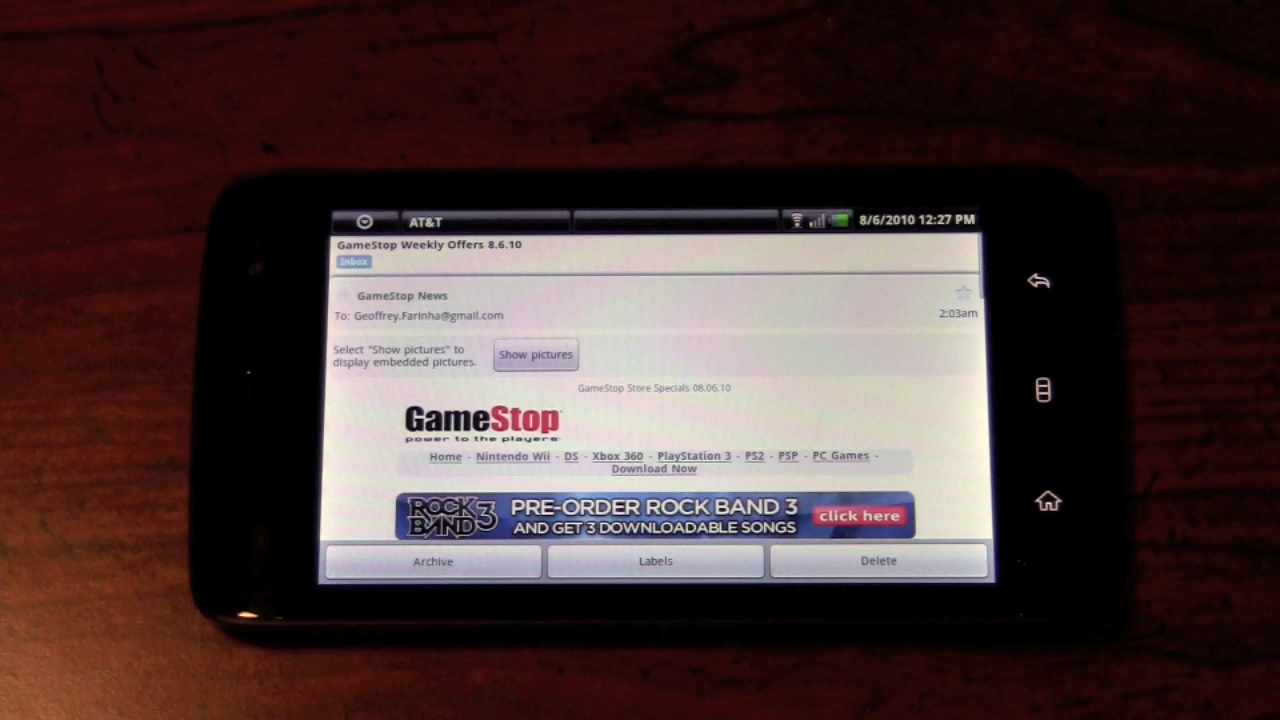 AT&T
8/6/2010 12:27 PM
GameStop Weekly Offers 8.6.10
Inbox
GameStop News
To: Geoffrey.Farinha@gmail.com
2:03am
Select "Show pictures" to
display embedded pictures.
Show pictures
GameStop Store Specials 08.06.10
GameStop
power to the players
Home - Nintendo Wii - DS - Xbox 360 - PlayStation 3 - PS2 - PSP - PC Games -
Download Now
ROCK BAND 3
PRE-ORDER ROCK BAND 3
AND GET 3 DOWNLOADABLE SONGS
click here
Archive
Labels
Delete